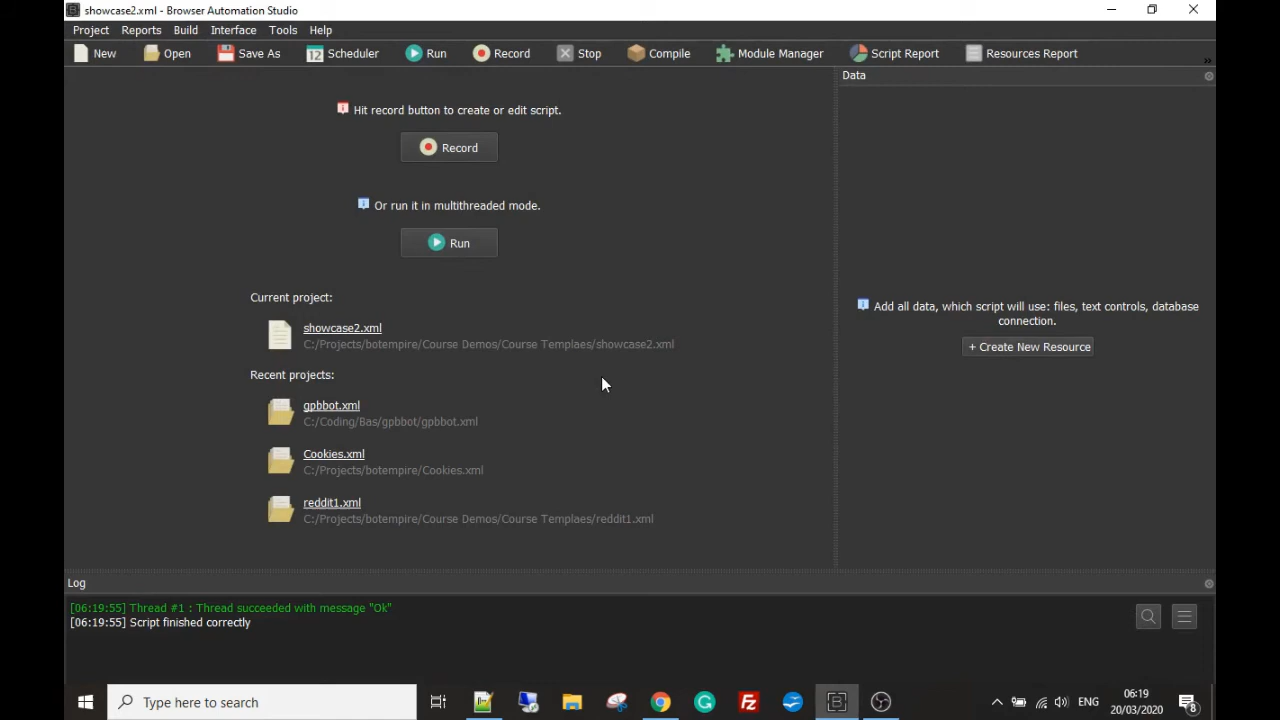 showcase2.xml - Browser Automation Studio
Project Reports Build Interface Tools Help
New Open Save As 12 Scheduler Run Record Stop Compile Module Manager Script Report Resources Report »
Data
Hit record button to create or edit script.
Record
Or run it in multithreaded mode.
Run
Current project:
showcase2.xml
C:/Projects/botempire/Course Demos/Course Templaes/showcase2.xml
Recent projects:
gpbbot.xml
C:/Coding/Bas/gpbbot/gpbbot.xml
Cookies.xml
C:/Projects/botempire/Cookies.xml
reddit1.xml
C:/Projects/botempire/Course Demos/Course Templaes/reddit1.xml
Add all data, which script will use: files, text controls, database
connection.
+ Create New Resource
Log
[06:19:55] Thread #1 : Thread succeeded with message "Ok"
[06:19:55] Script finished correctly
Type here to search
ENG
06:19
20/03/2020
8